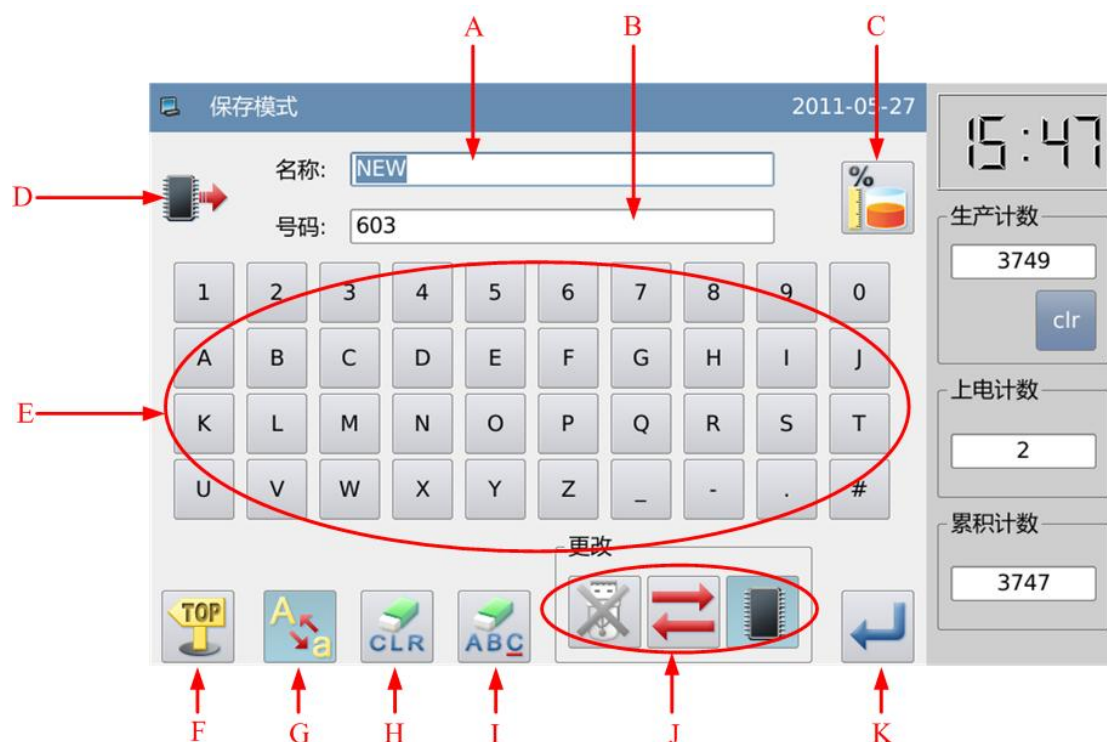 A B C
保存模式 2011-05-27
15:47
D
名称: NEW
%
号码: 603
生产计数
3749
clr
1 2 3 4 5 6 7 8 9 0
A B C D E F G H I J
上电计数
E
K L M N O P Q R S T
2
U V W X Y Z _ - . #
累积计数
更改
3747
TOP A a CLR ABC
F G H I J K